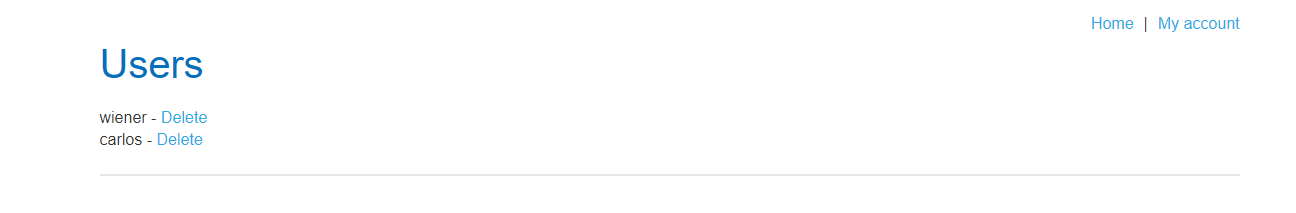 Home | My account
Users
wiener - Delete
carlos - Delete